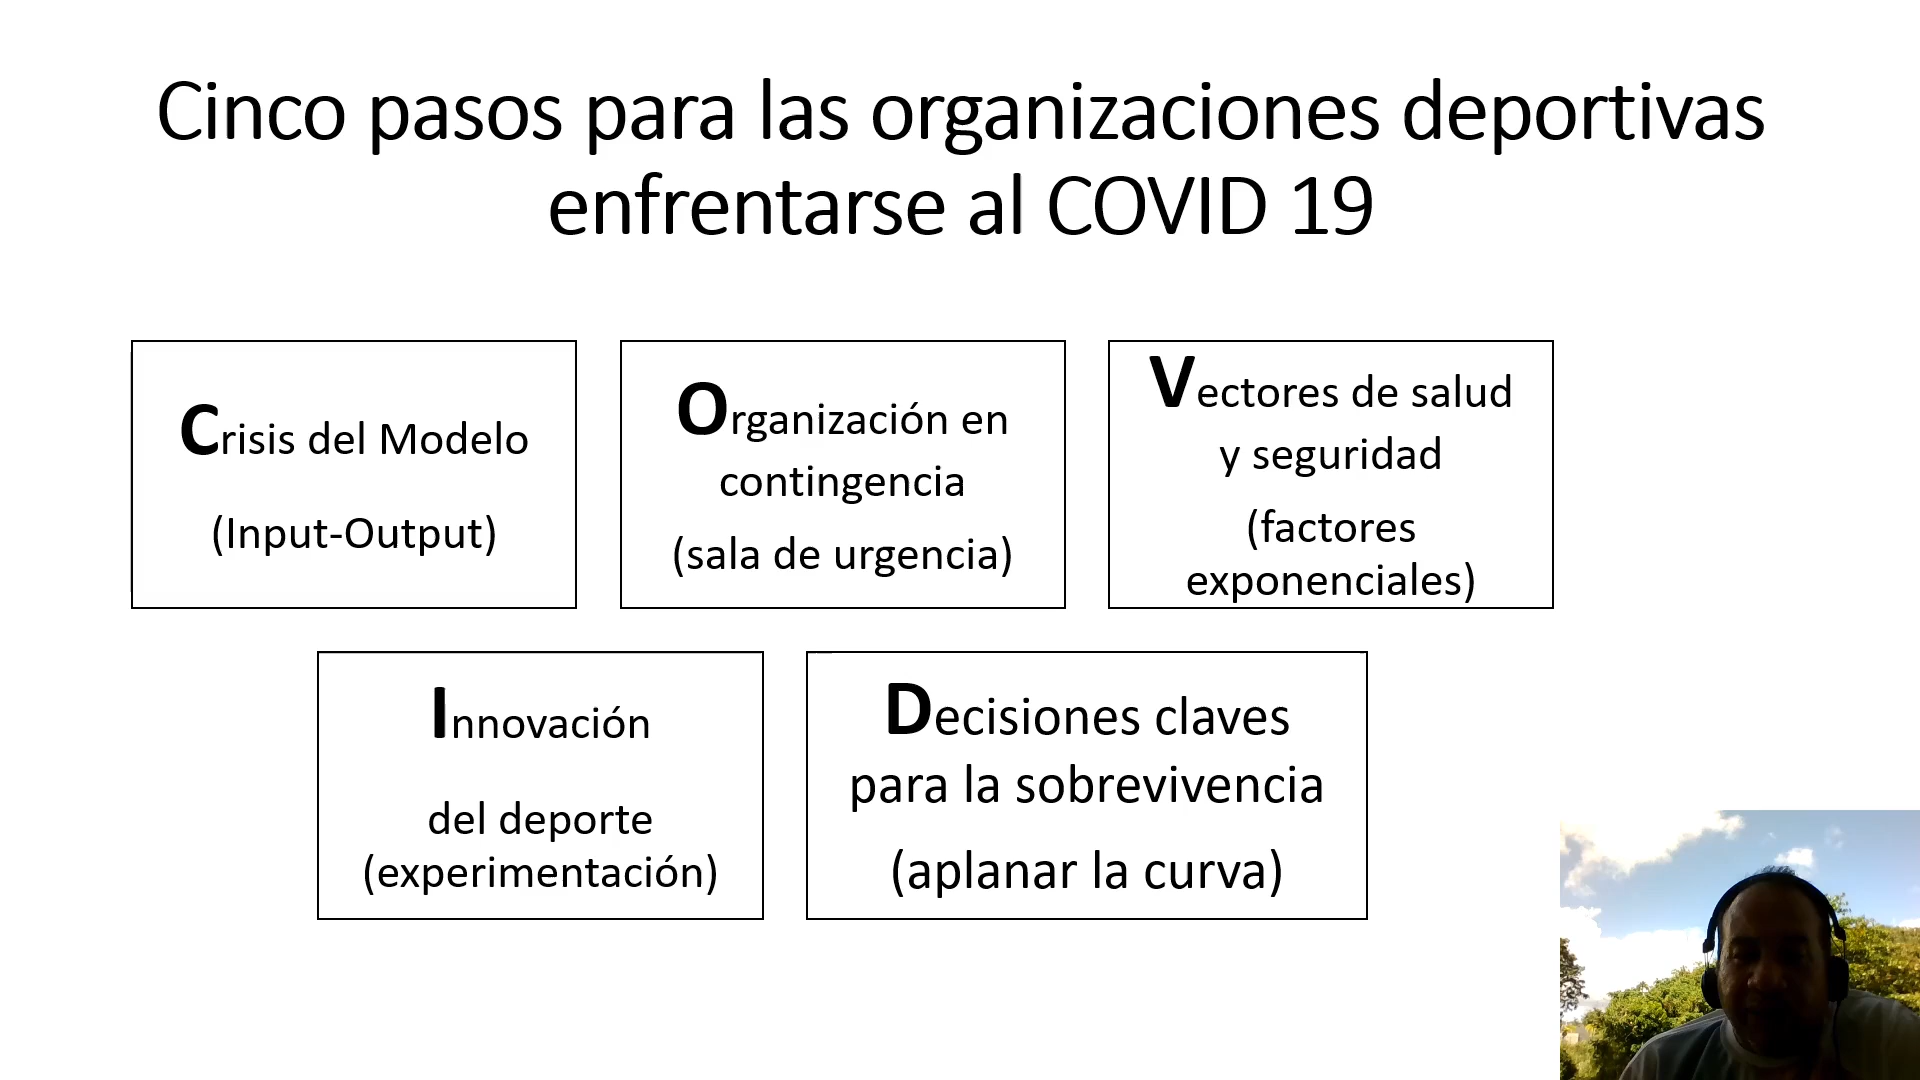 Cinco pasos para las organizaciones deportivas
enfrentarse al COVID 19
Crisis del Modelo
(Input-Output)
Organización en
contingencia
(sala de urgencia)
Vectores de salud
y seguridad
(factores
exponenciales)
Innovación
del deporte
(experimentación)
Decisiones claves
para la sobrevivencia
(aplanar la curva)